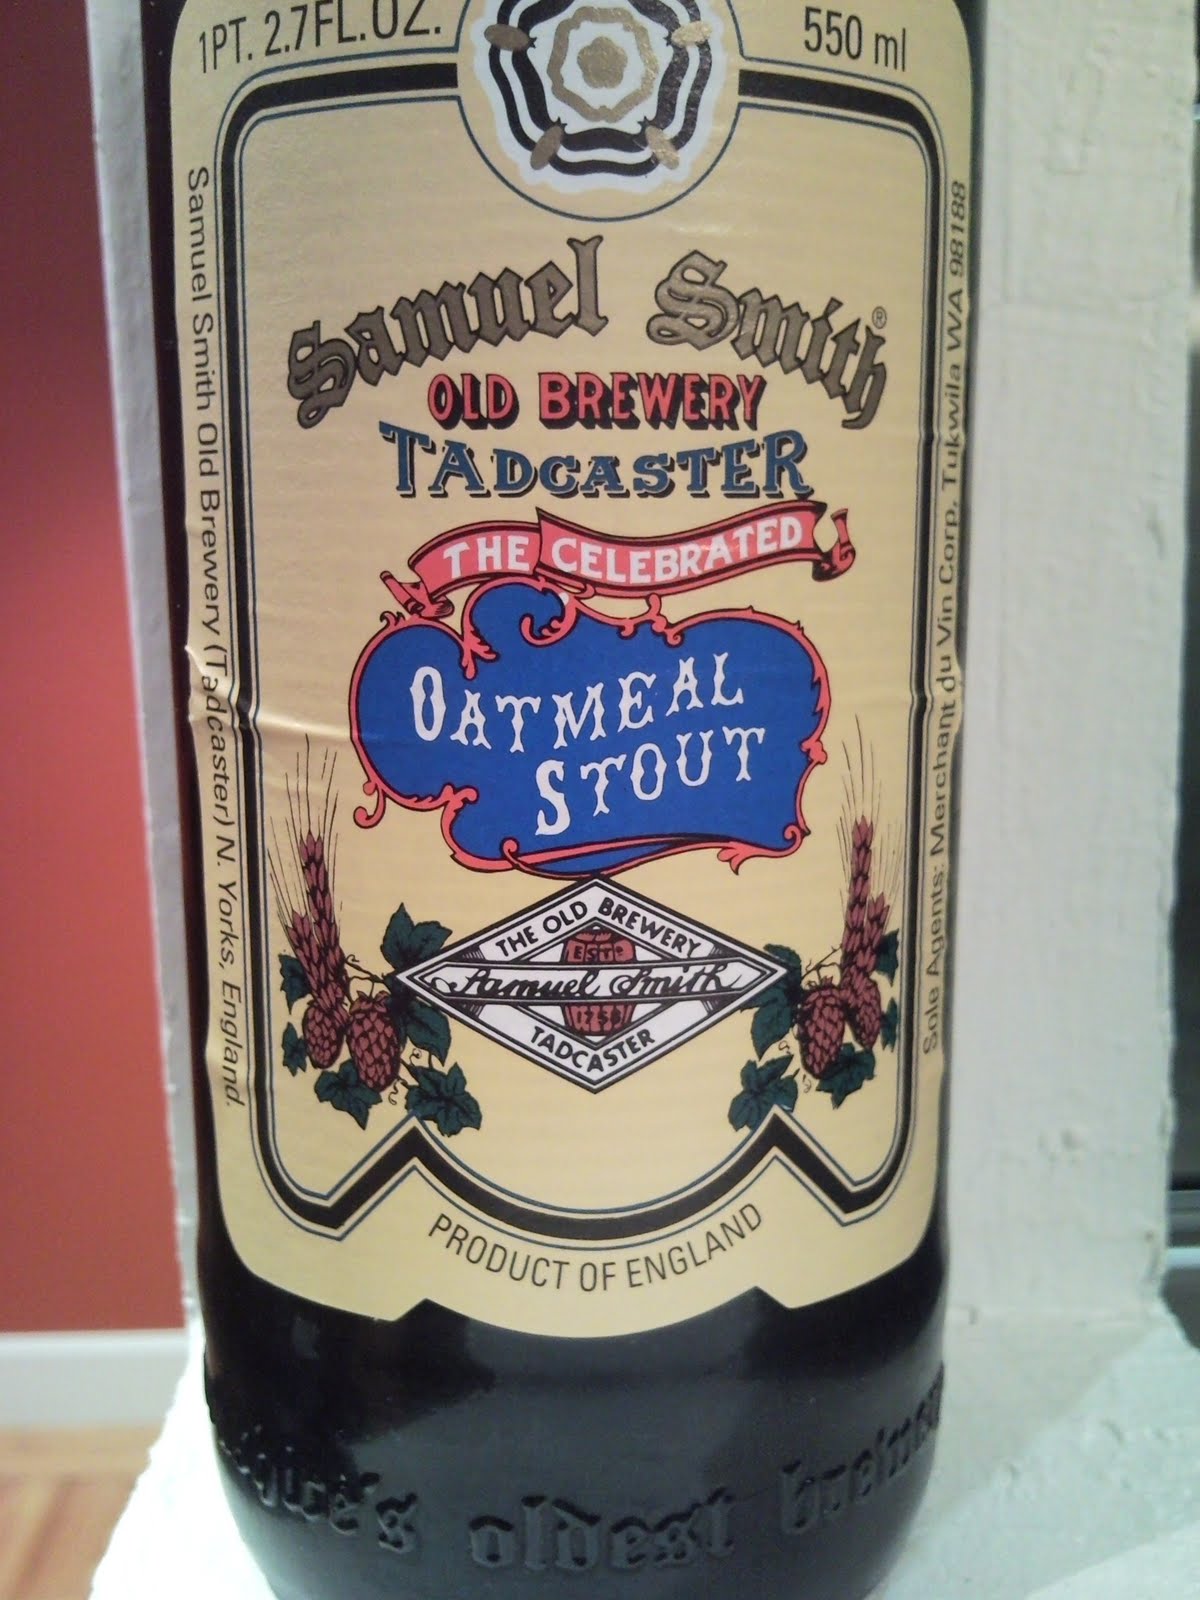 1PT. 2.7FL.OZ.
550 ml
Samuel Smith®
OLD BREWERY
TADCASTER
THE CELEBRATED
OATMEAL
STOUT
THE OLD BREWERY
ESTD
Samuel Smith
1758
TADCASTER
PRODUCT OF ENGLAND
Samuel Smith Old Brewery (Tadcaster) N. Yorks, England.
Sole Agents: Merchant du Vin Corp, Tukwila WA 98188
oldest